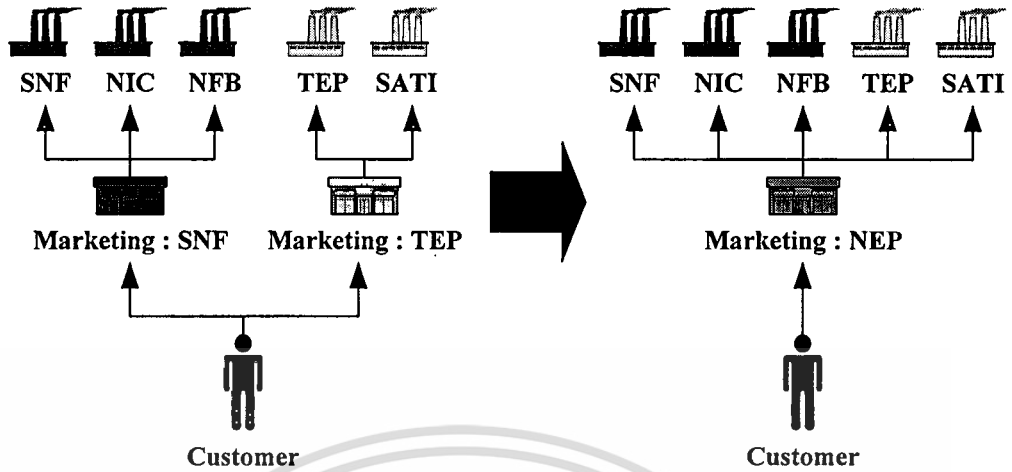 SNF NIC NFB TEP SATI SNF NIC NFB TEP SATI
Marketing : SNF Marketing : TEP Marketing : NEP
Customer Customer